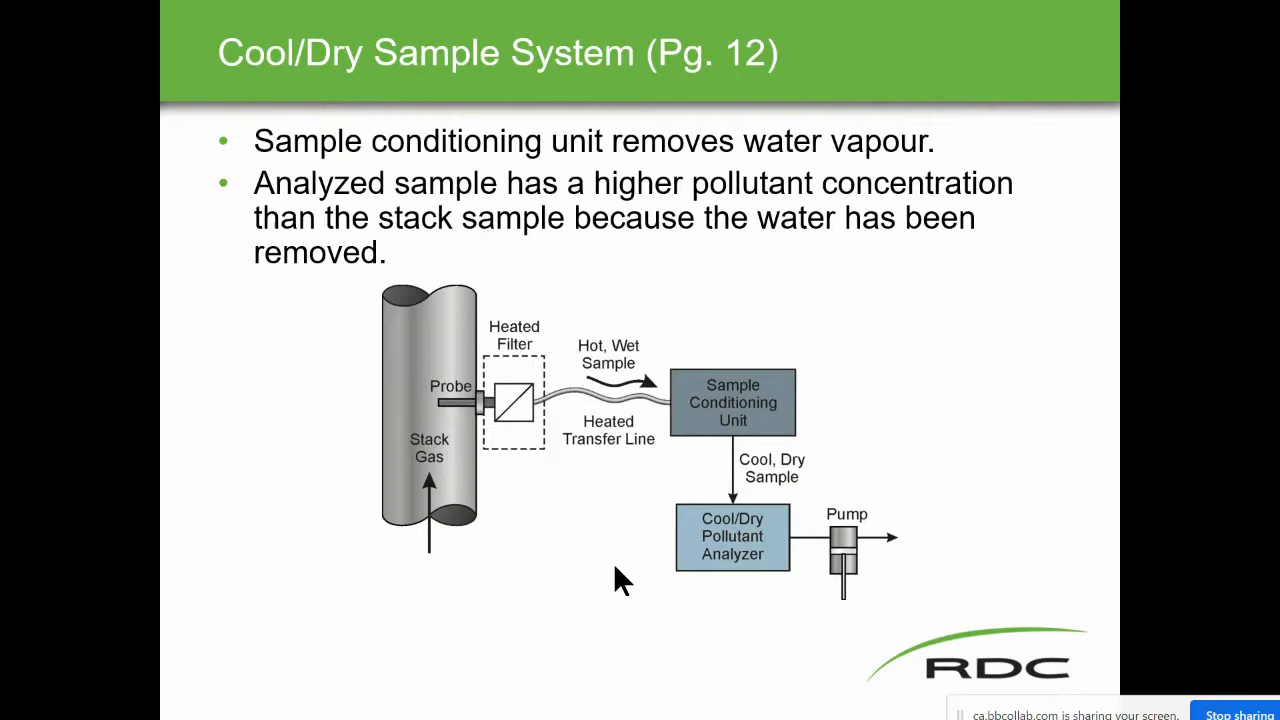 Cool/Dry Sample System (Pg. 12)
• Sample conditioning unit removes water vapour.
• Analyzed sample has a higher pollutant concentration
than the stack sample because the water has been
removed.
Heated
Filter
Hot, Wet
Sample
Probe
Sample
Conditioning
Unit
Heated
Transfer Line
Stack
Gas
Cool, Dry
Sample
Cool/Dry
Pollutant
Analyzer
Pump
RDC
ca.bbcollab.com is sharing your screen.
Stop sharing